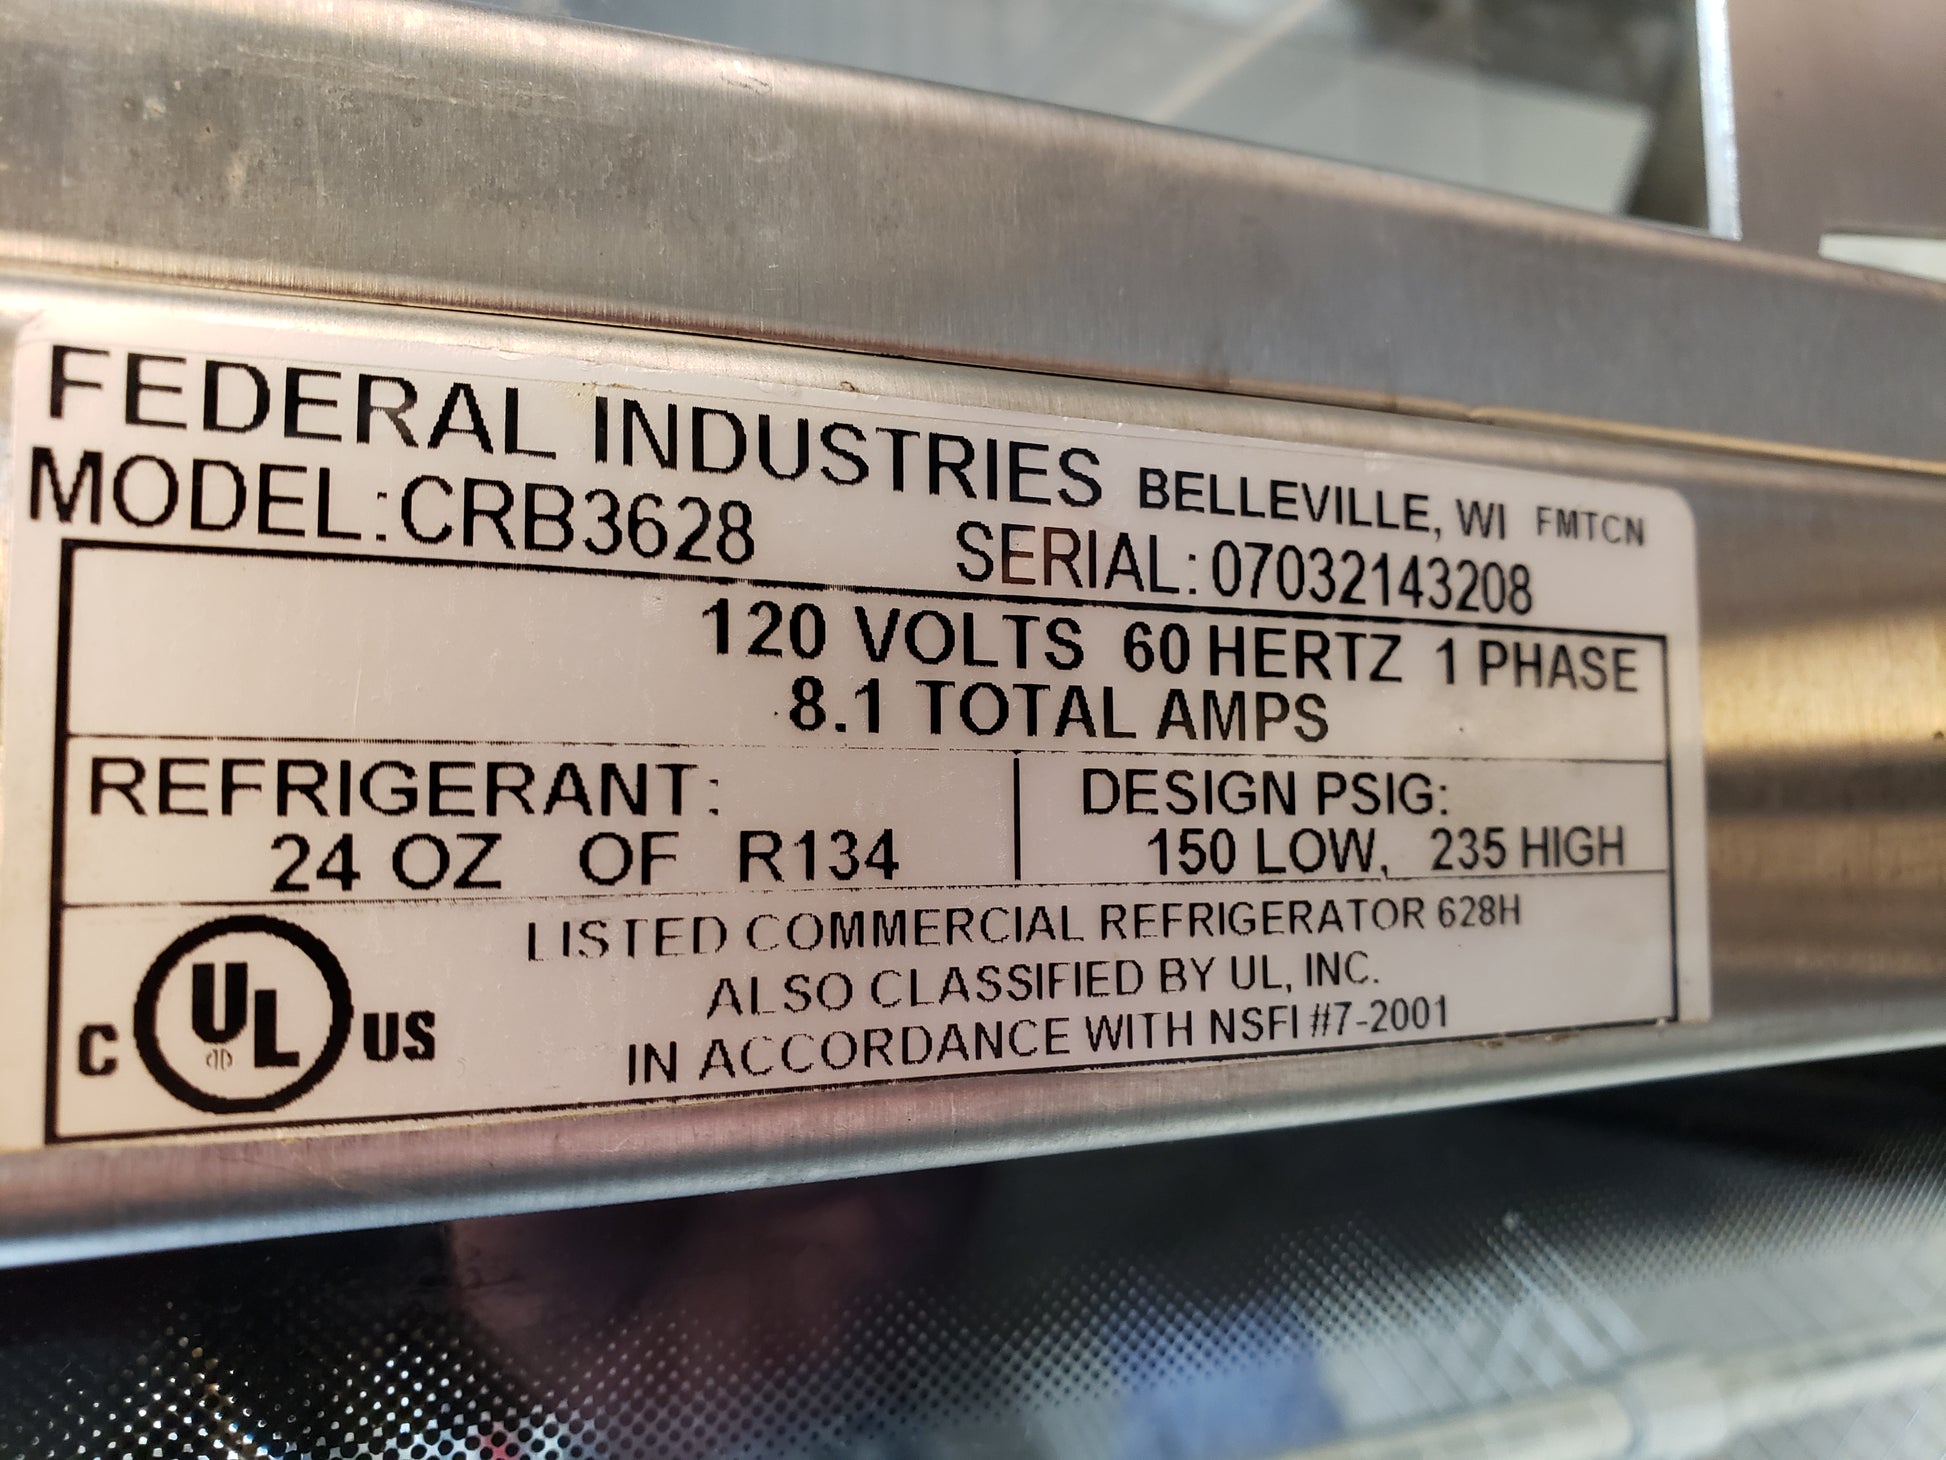 FEDERAL INDUSTRIES BELLEVILLE, WI FMTCN
MODEL:CRB3628 SERIAL:07032143208
120 VOLTS 60 HERTZ 1 PHASE
8.1 TOTAL AMPS
REFRIGERANT:
24 OZ OF R134
DESIGN PSIG:
150 LOW, 235 HIGH
LISTED COMMERCIAL REFRIGERATOR 628H
ALSO CLASSIFIED BY UL, INC.
IN ACCORDANCE WITH NSFI #7-2001
C UL US